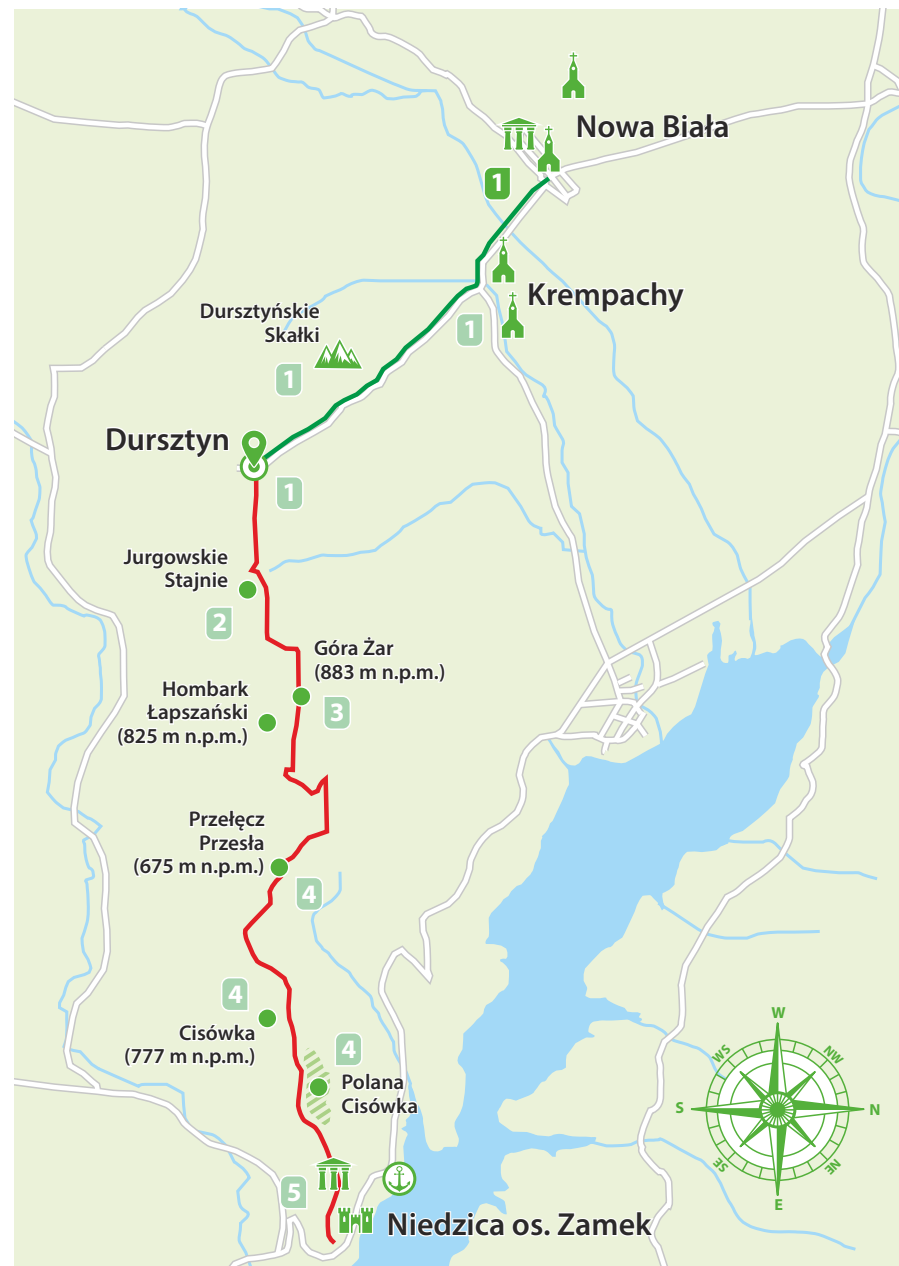 Nowa Biała
1
Krempachy
Dursztyńskie
Skałki
1
1
Dursztyn
1
Jurgowskie
Stajnie
2
Góra Żar
(883 m n.p.m.)
Hombark
Łapszański
(825 m n.p.m.)
3
Przełęcz
Przesła
(675 m n.p.m.)
4
4
Cisówka
(777 m n.p.m.)
4
Polana
Cisówka
W
WS
NW
S
N
SE
NE
E
5
Niedzica os. Zamek